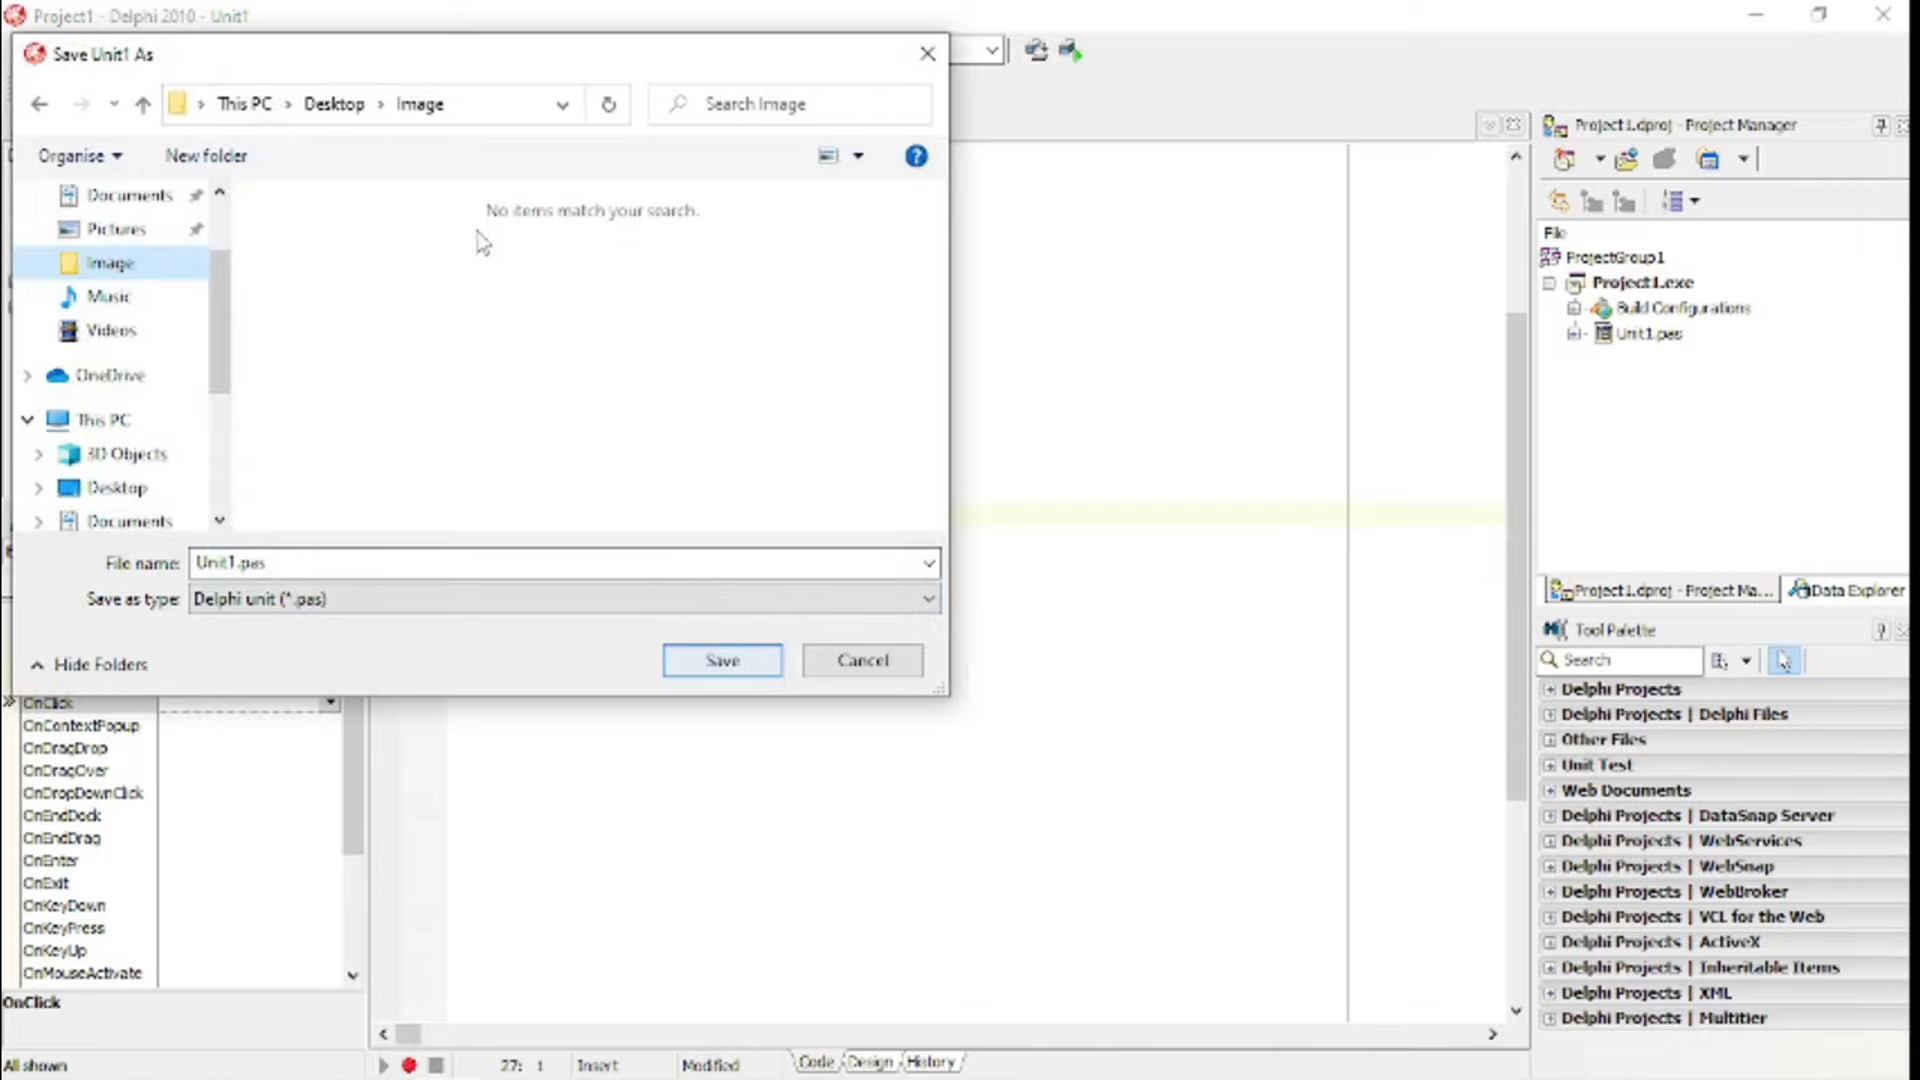 Project1 - Delphi 2010 - Unit1
Save Unit1 As
This PC
Desktop
Image
Search Image
Organise
New folder
Documents
Pictures
Image
Music
Videos
OneDrive
This PC
3D Objects
Desktop
Documents
No items match your search.
File name:
Unit1.pas
Save as type:
Delphi unit (*.pas)
Hide Folders
Save
Cancel
OnClick
OnContextPopup
OnDragDrop
OnDragOver
OnDropDownClick
OnEndDock
OnEndDrag
OnEnter
OnExit
OnKeyDown
OnKeyPress
OnKeyUp
OnMouseActivate
OnClick
All shown
27: 1
Insert
Modified
Code
Design
History
Project1.dproj - Project Manager
File
ProjectGroup1
Project1.exe
Build Configurations
Unit1.pas
Project1.dproj - Project Ma...
Data Explorer
Tool Palette
Search
Delphi Projects
Delphi Projects | Delphi Files
Other Files
Unit Test
Web Documents
Delphi Projects | DataSnap Server
Delphi Projects | WebServices
Delphi Projects | WebSnap
Delphi Projects | WebBroker
Delphi Projects | VCL for the Web
Delphi Projects | ActiveX
Delphi Projects | Inheritable Items
Delphi Projects | XML
Delphi Projects | Multitier